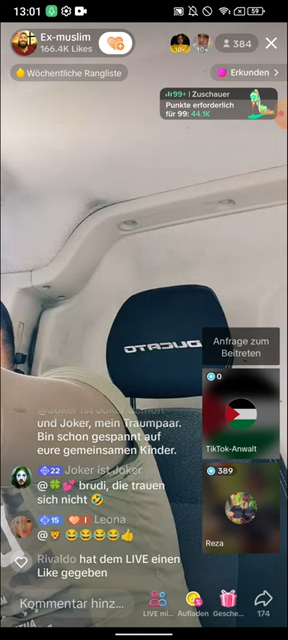 13:01
59
Ex-muslim
166.4K Likes
10+
10+
384
Wöchentliche Rangliste
Erkunden >
99+ | Zuschauer
Punkte erforderlich
für 99: 44.1K
DUCATO
Anfrage zum
Beitreten
0
TikTok-Anwalt
389
Reza
und Joker, mein Traumpaar.
Bin schon gespannt auf
eure gemeinsamen Kinder.
22 Joker ist Joker
@🍀💕 brudi, die trauen
sich nicht 🤣
15 I Leona
@🍕 😂😂😂😂👍
Rivaldo hat dem LIVE einen
Like gegeben
Kommentar hinz...
LIVE mi...
Aufladen
Gesche...
174